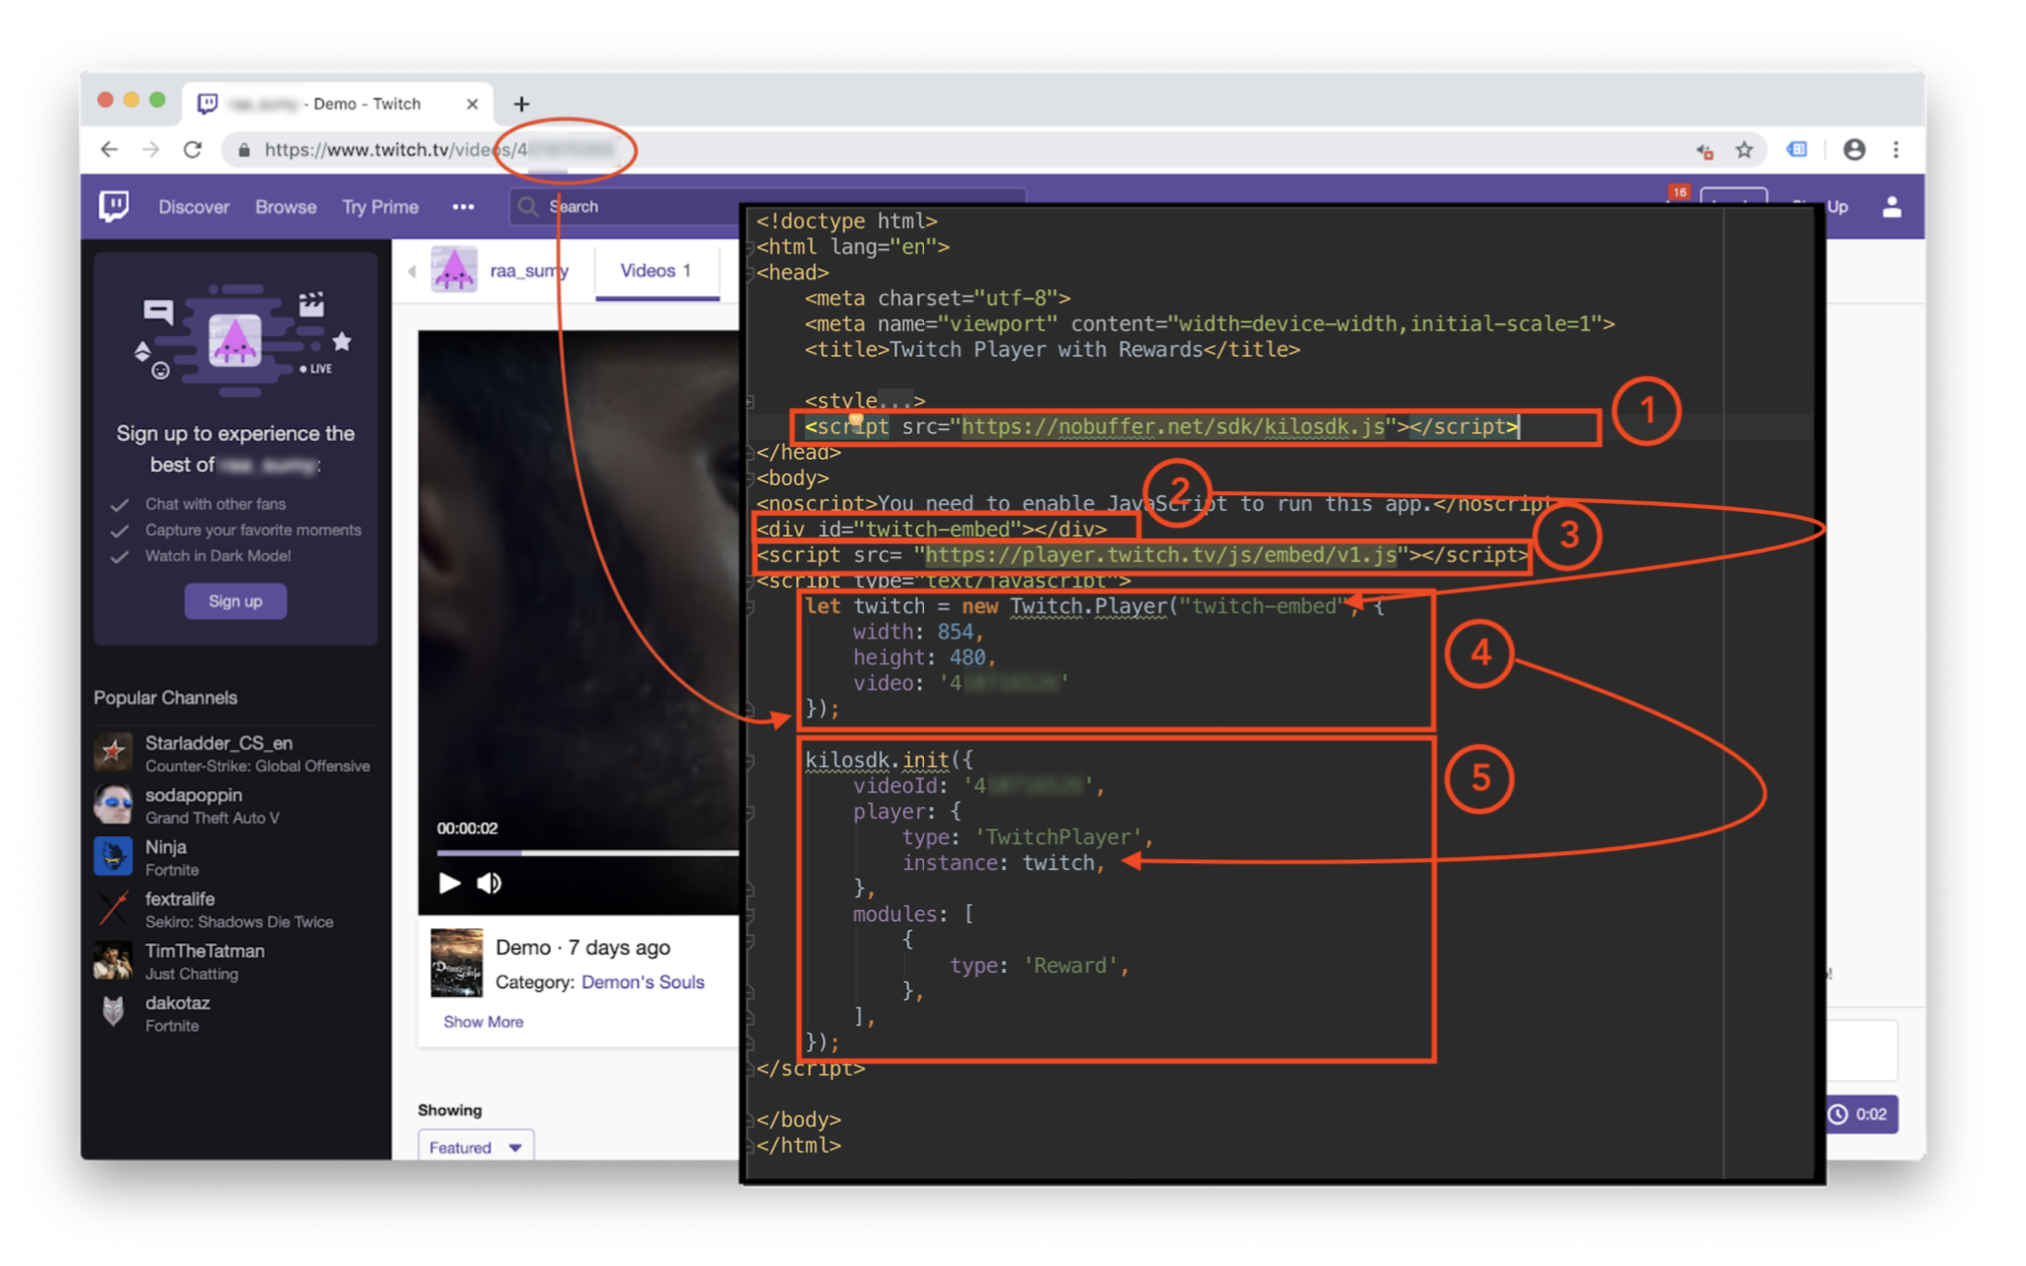 - Demo - Twitch
https://www.twitch.tv/videos/4
Discover Browse Try Prime ••• Search
16
Up
raa_sumy Videos 1
LIVE
Sign up to experience the
best of :
Chat with other fans
Capture your favorite moments
Watch in Dark Mode!
Sign up
Popular Channels
Starladder_CS_en
Counter-Strike: Global Offensive
sodapoppin
Grand Theft Auto V
Ninja
Fortnite
fextralife
Sekiro: Shadows Die Twice
TimTheTatman
Just Chatting
dakotaz
Fortnite
00:00:02
Demo · 7 days ago
Category: Demon's Souls
Show More
Showing
Featured
<!doctype html>
<html lang="en">
<head>
<meta charset="utf-8">
<meta name="viewport" content="width=device-width,initial-scale=1">
<title>Twitch Player with Rewards</title>
<style...>
<script src="https://nobuffer.net/sdk/kilosdk.js"></script>
1
</head>
<body>
2
<noscript>You need to enable JavaScript to run this app.</noscript
<div id="twitch-embed"></div>
3
<script src= "https://player.twitch.tv/js/embed/v1.js"></script>
<script type="text/javascript">
let twitch = new Twitch.Player("twitch-embed", {
width: 854,
height: 480,
video: '4 '
});
4
kilosdk.init({
videoId: '4 ',
player: {
type: 'TwitchPlayer',
instance: twitch,
},
modules: [
{
type: 'Reward',
},
],
});
5
</script>
</body>
</html>
0:02